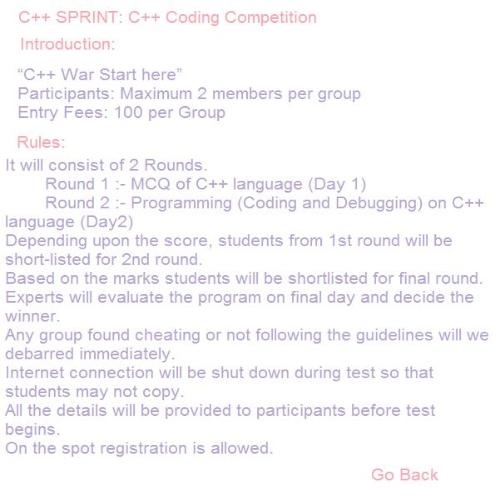 C++ SPRINT: C++ Coding Competition
Introduction:
“C++ War Start here”
Participants: Maximum 2 members per group
Entry Fees: 100 per Group
Rules:
It will consist of 2 Rounds.
Round 1 :- MCQ of C++ language (Day 1)
Round 2 :- Programming (Coding and Debugging) on C++
language (Day2)
Depending upon the score, students from 1st round will be
short-listed for 2nd round.
Based on the marks students will be shortlisted for final round.
Experts will evaluate the program on final day and decide the
winner.
Any group found cheating or not following the guidelines will we
debarred immediately.
Internet connection will be shut down during test so that
students may not copy.
All the details will be provided to participants before test
begins.
On the spot registration is allowed.
Go Back